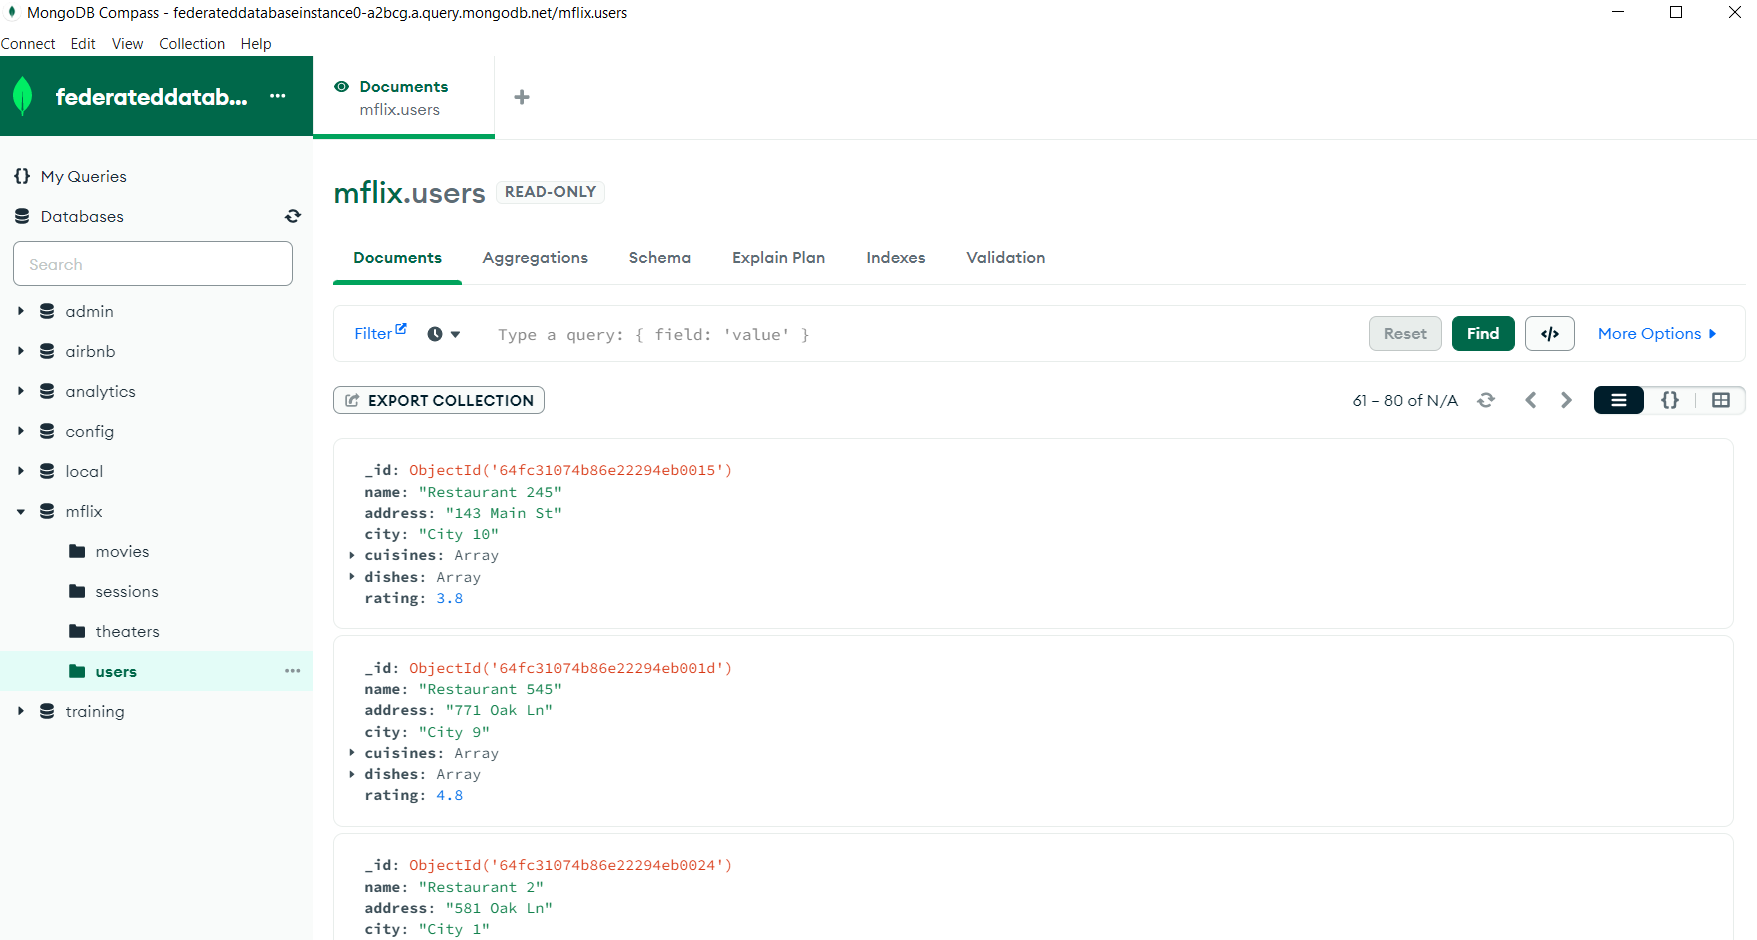 MongoDB Compass - federateddatabaseinstance0-a2bcg.a.query.mongodb.net/mflix.users
Connect Edit View Collection Help
federateddatab...
Documents
mflix.users
My Queries
Databases
Search
admin
airbnb
analytics
config
local
mflix
movies
sessions
theaters
users
training
mflix.users READ-ONLY
Documents Aggregations Schema Explain Plan Indexes Validation
Filter Type a query: { field: 'value' } Reset Find </> More Options
EXPORT COLLECTION 61 – 80 of N/A {}
_id: ObjectId('64fc31074b86e22294eb0015')
name: "Restaurant 245"
address: "143 Main St"
city: "City 10"
cuisines: Array
dishes: Array
rating: 3.8
_id: ObjectId('64fc31074b86e22294eb001d')
name: "Restaurant 545"
address: "771 Oak Ln"
city: "City 9"
cuisines: Array
dishes: Array
rating: 4.8
_id: ObjectId('64fc31074b86e22294eb0024')
name: "Restaurant 2"
address: "581 Oak Ln"
city: "City 1"